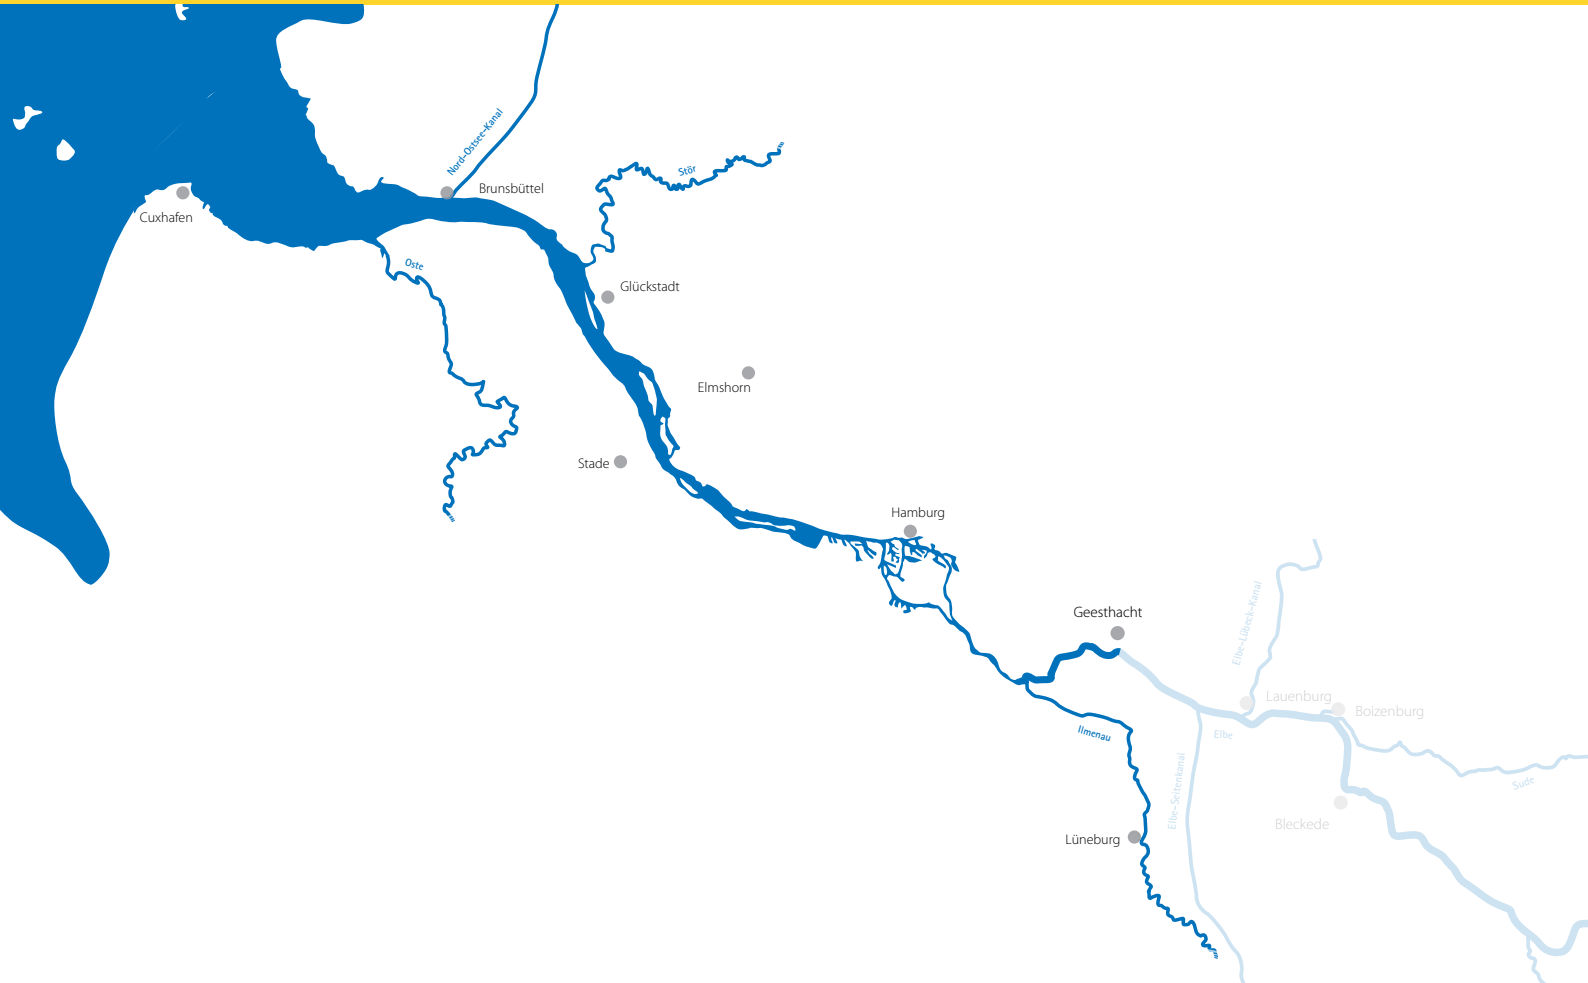 Nord-Ostsee-Kanal
Stör
Brunsbüttel
Cuxhafen
Oste
Glückstadt
Elmshorn
Stade
Hamburg
Geesthacht
Elbe-Lübeck-Kanal
Lauenburg
Boizenburg
Ilmenau
Elbe
Elbe-Seitenkanal
Sude
Bleckede
Lüneburg